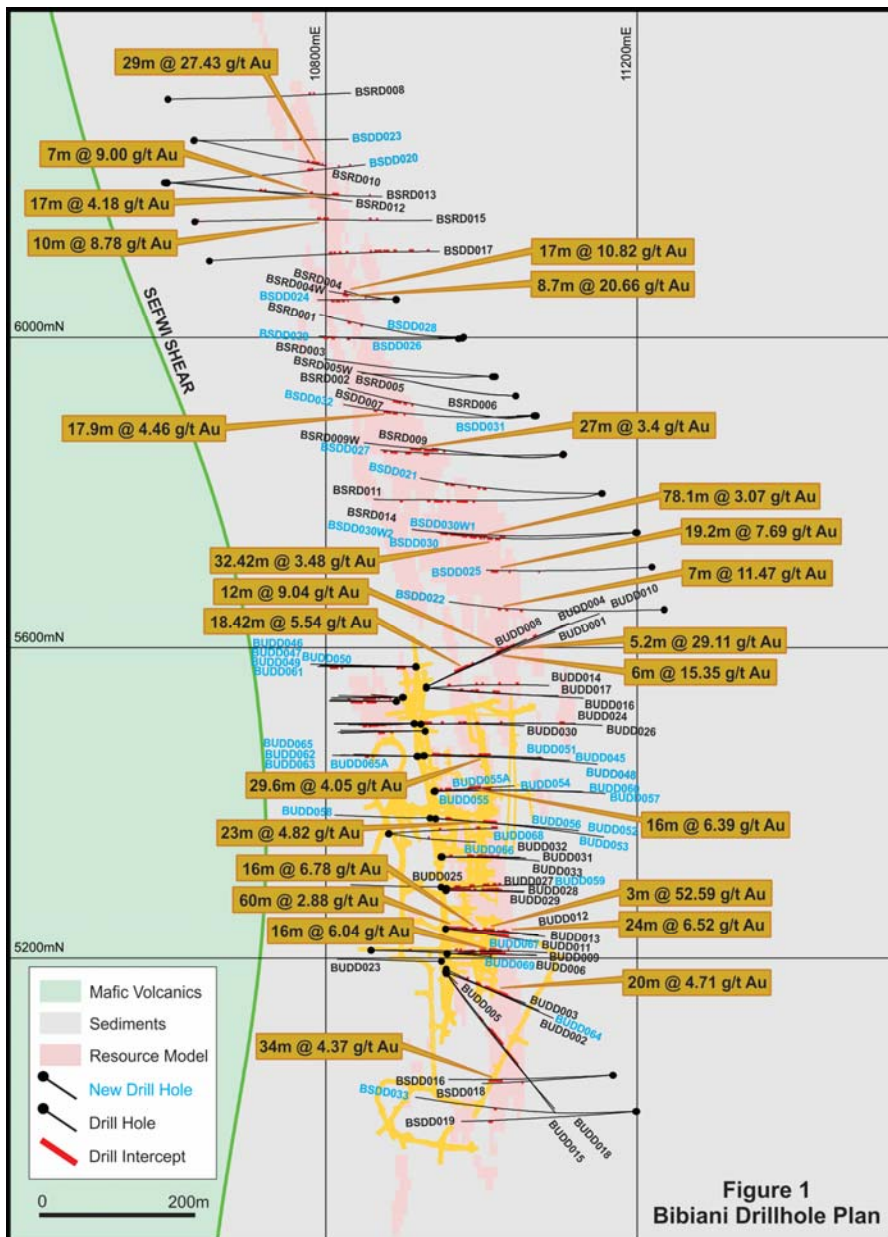 10800mE
11200mE
29m @ 27.43 g/t Au
BSRD008
BSDD023
7m @ 9.00 g/t Au
BSDD020
BSRD010
17m @ 4.18 g/t Au
BSRD013
BSRD012
10m @ 8.78 g/t Au
BSRD015
BSDD017
17m @ 10.82 g/t Au
BSRD004
BSRD004W
8.7m @ 20.66 g/t Au
BSDD024
BSRD001
BSDD028
SEFWI SHEAR
6000mN
BSDD026
BSRD003
BSRD005W
BSRD002
BSRD005
BSDD007
BSRD006
BSDD032
BSDD031
17.9m @ 4.46 g/t Au
27m @ 3.4 g/t Au
BSRD009W
BSRD009
BSDD027
BSDD021
BSRD011
78.1m @ 3.07 g/t Au
BSRD014
BSDD030W1
BSDD030W2
BSDD030
19.2m @ 7.69 g/t Au
32.42m @ 3.48 g/t Au
BSDD025
7m @ 11.47 g/t Au
12m @ 9.04 g/t Au
BSDD022
BUDD010
BUDD004
BUDD008
BUDD001
18.42m @ 5.54 g/t Au
5.2m @ 29.11 g/t Au
5600mN
BUDD046
BUDD047
BUDD049
BUDD061
BUDD050
6m @ 15.35 g/t Au
BUDD014
BUDD017
BUDD016
BUDD024
BUDD030
BUDD026
BUDD065
BUDD062
BUDD063
BUDD065A
BUDD051
BUDD045
BUDD048
29.6m @ 4.05 g/t Au
BUDD055A
BUDD054
BUDD060
BUDD057
BUDD055
BUDD058
16m @ 6.39 g/t Au
23m @ 4.82 g/t Au
BUDD056
BUDD052
BUDD053
BUDD068
BUDD066
BUDD032
BUDD031
BUDD033
16m @ 6.78 g/t Au
BUDD025
BUDD027
BUDD059
BUDD028
BUDD029
60m @ 2.88 g/t Au
3m @ 52.59 g/t Au
BUDD012
24m @ 6.52 g/t Au
16m @ 6.04 g/t Au
BUDD013
BUDD067
BUDD011
BUDD009
5200mN
BUDD023
BUDD069
BUDD006
20m @ 4.71 g/t Au
BUDD005
BUDD003
BUDD064
BUDD002
34m @ 4.37 g/t Au
BSDD016
BSDD018
BSDD033
BSDD019
BUDD018
BUDD015
Mafic Volcanics
Sediments
Resource Model
New Drill Hole
Drill Hole
Drill Intercept
0
200m
Figure 1
Bibiani Drillhole Plan